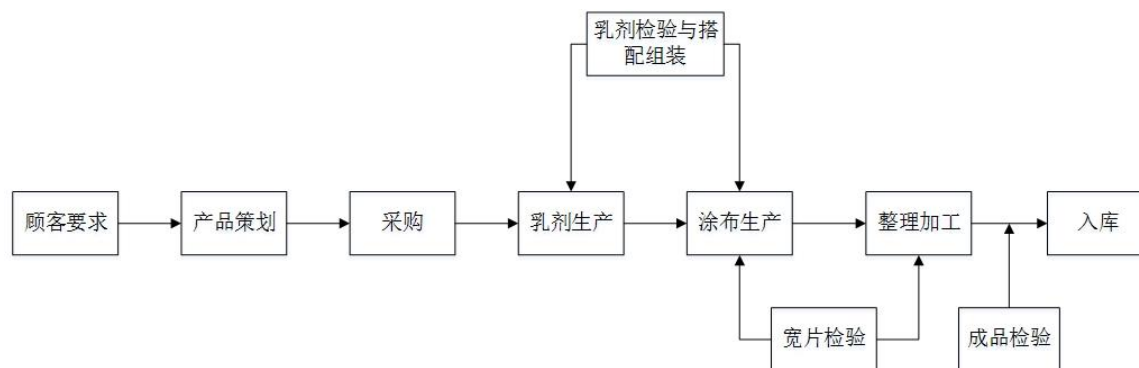 乳剂检验与搭
配组装
顾客要求
产品策划
采购
乳剂生产
涂布生产
整理加工
入库
宽片检验
成品检验